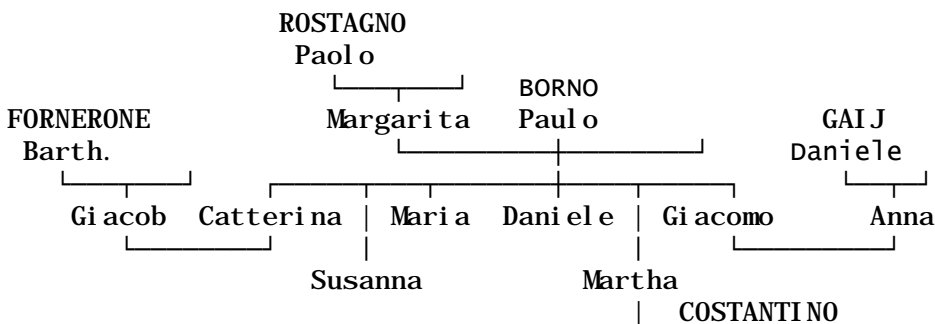 ROSTAGNO
Paolo
BORNO
FORNERONE Margarita Paulo GAIJ
Barth. Daniele
Giacob Catterina Maria Daniele Giacomo Anna
Susanna Martha
COSTANTINO